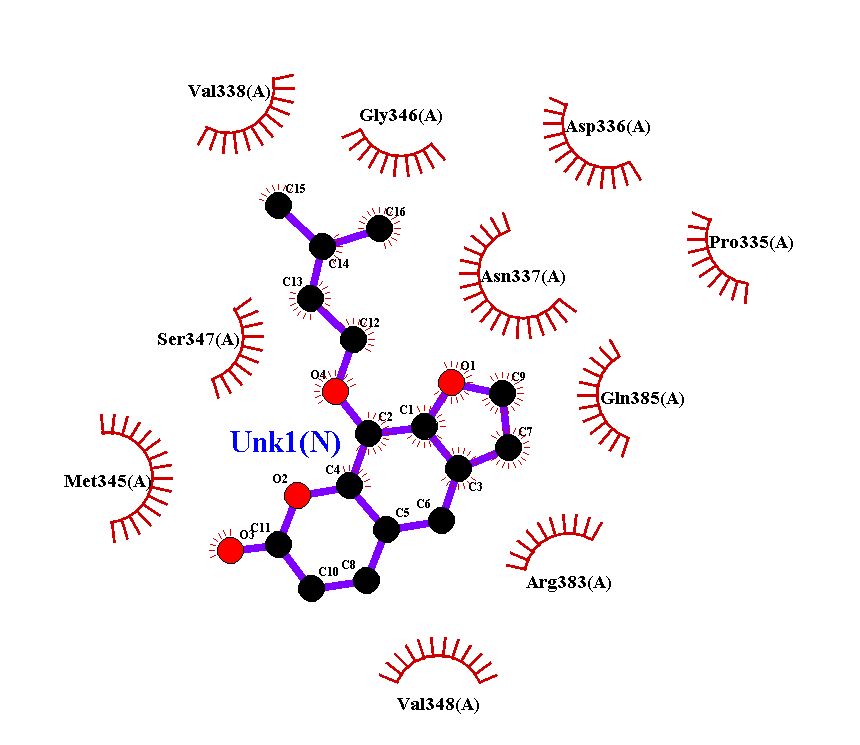 Val338(A)
Gly346(A)
Asp336(A)
C15
C16
Pro335(A)
C14
Asn337(A)
C13
C12
Ser347(A)
O1
O4
C9
Gln385(A)
C2
C1
C7
Unk1(N)
C4
Met345(A)
O2
C3
C6
C5
C11
O3
C10
C8
Arg383(A)
Val348(A)